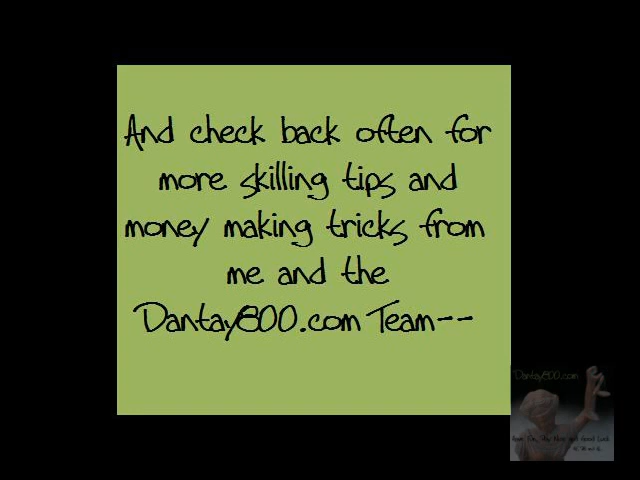 And check back often for
more skilling tips and
money making tricks from
me and the
Dantay800.com Team--
Dantay800.com